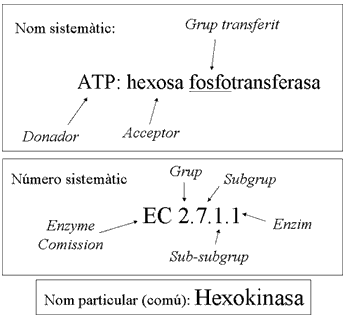 Nom sistemàtic:
Grup transferit
ATP: hexosa fosfotransferasa
Donador
Acceptor
Número sistemàtic
Grup
Subgrup
EC 2.7.1.1
Enzyme
Comission
Enzim
Sub-subgrup
Nom particular (comú): Hexokinasa